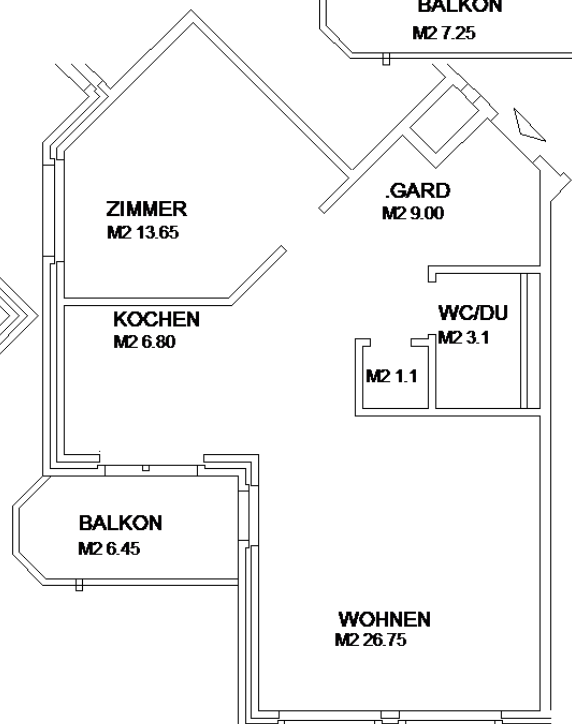 BALKON
M2 7.25
ZIMMER
M2 13.65
.GARD
M2 9.00
KOCHEN
M2 6.80
WC/DU
M2 3.1
M2 1.1
BALKON
M2 6.45
WOHNEN
M2 26.75